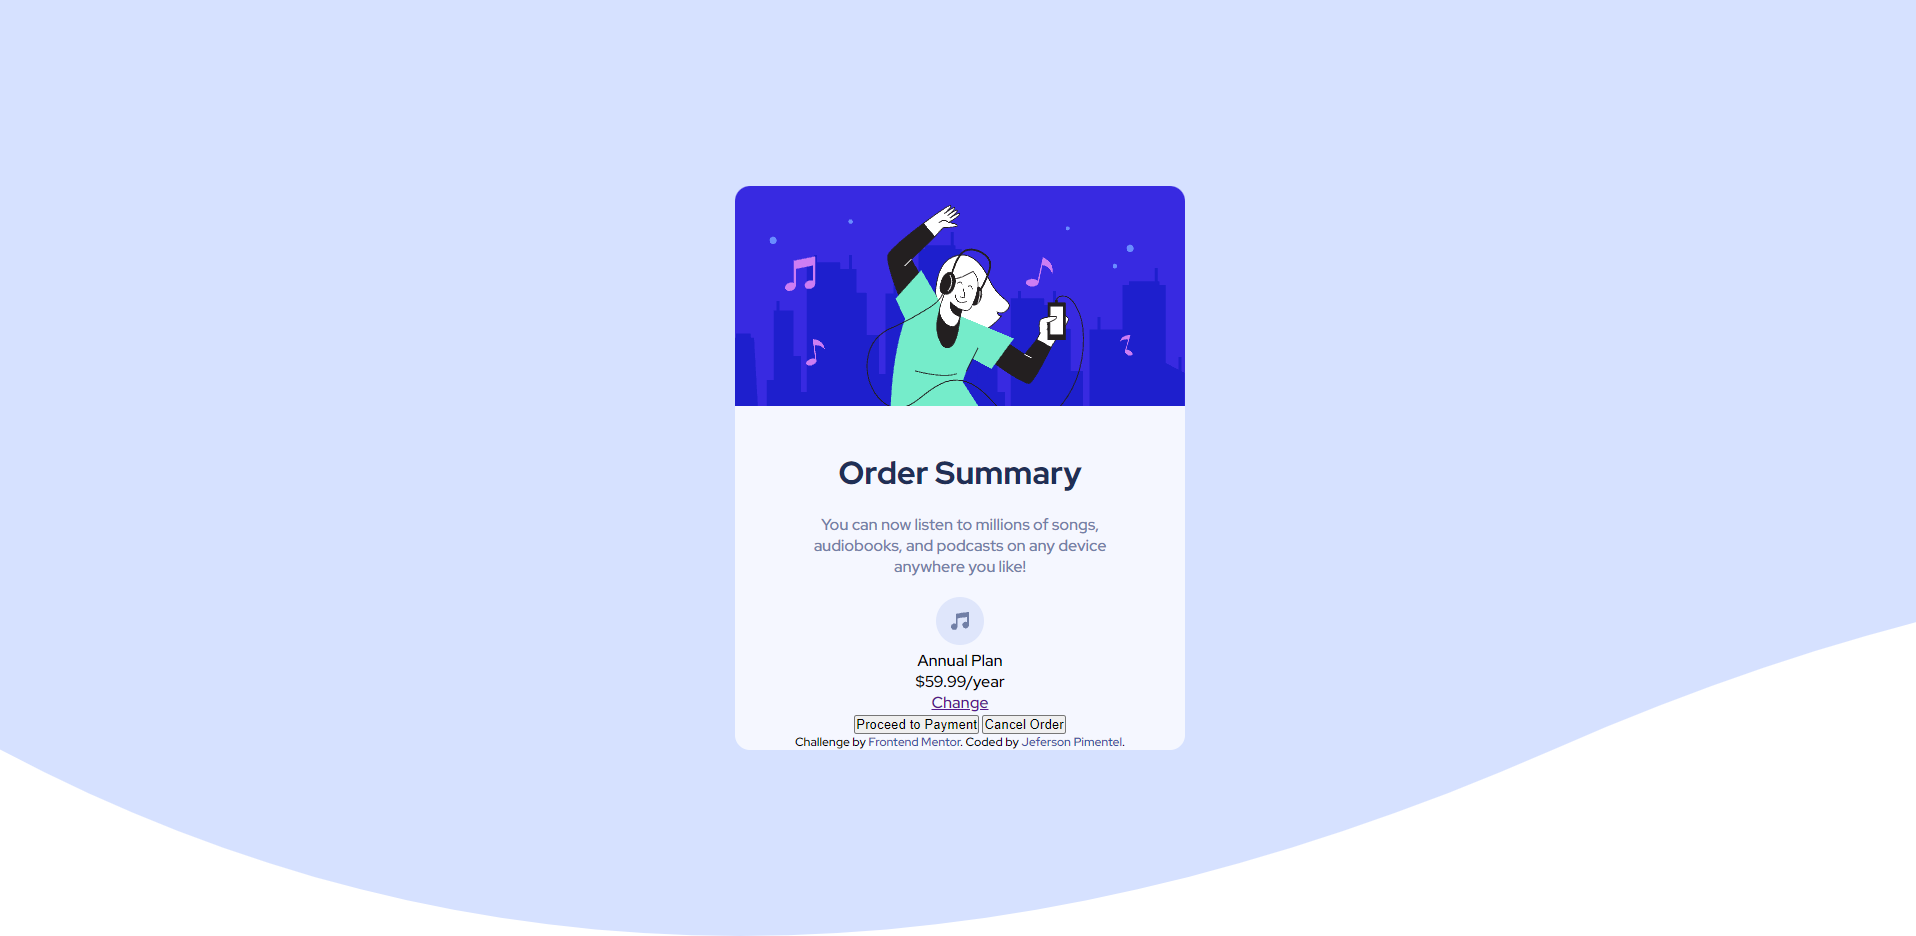 Order Summary
You can now listen to millions of songs,
audiobooks, and podcasts on any device
anywhere you like!
Annual Plan
$59.99/year
Change
Proceed to Payment Cancel Order
Challenge by Frontend Mentor. Coded by Jeferson Pimentel.